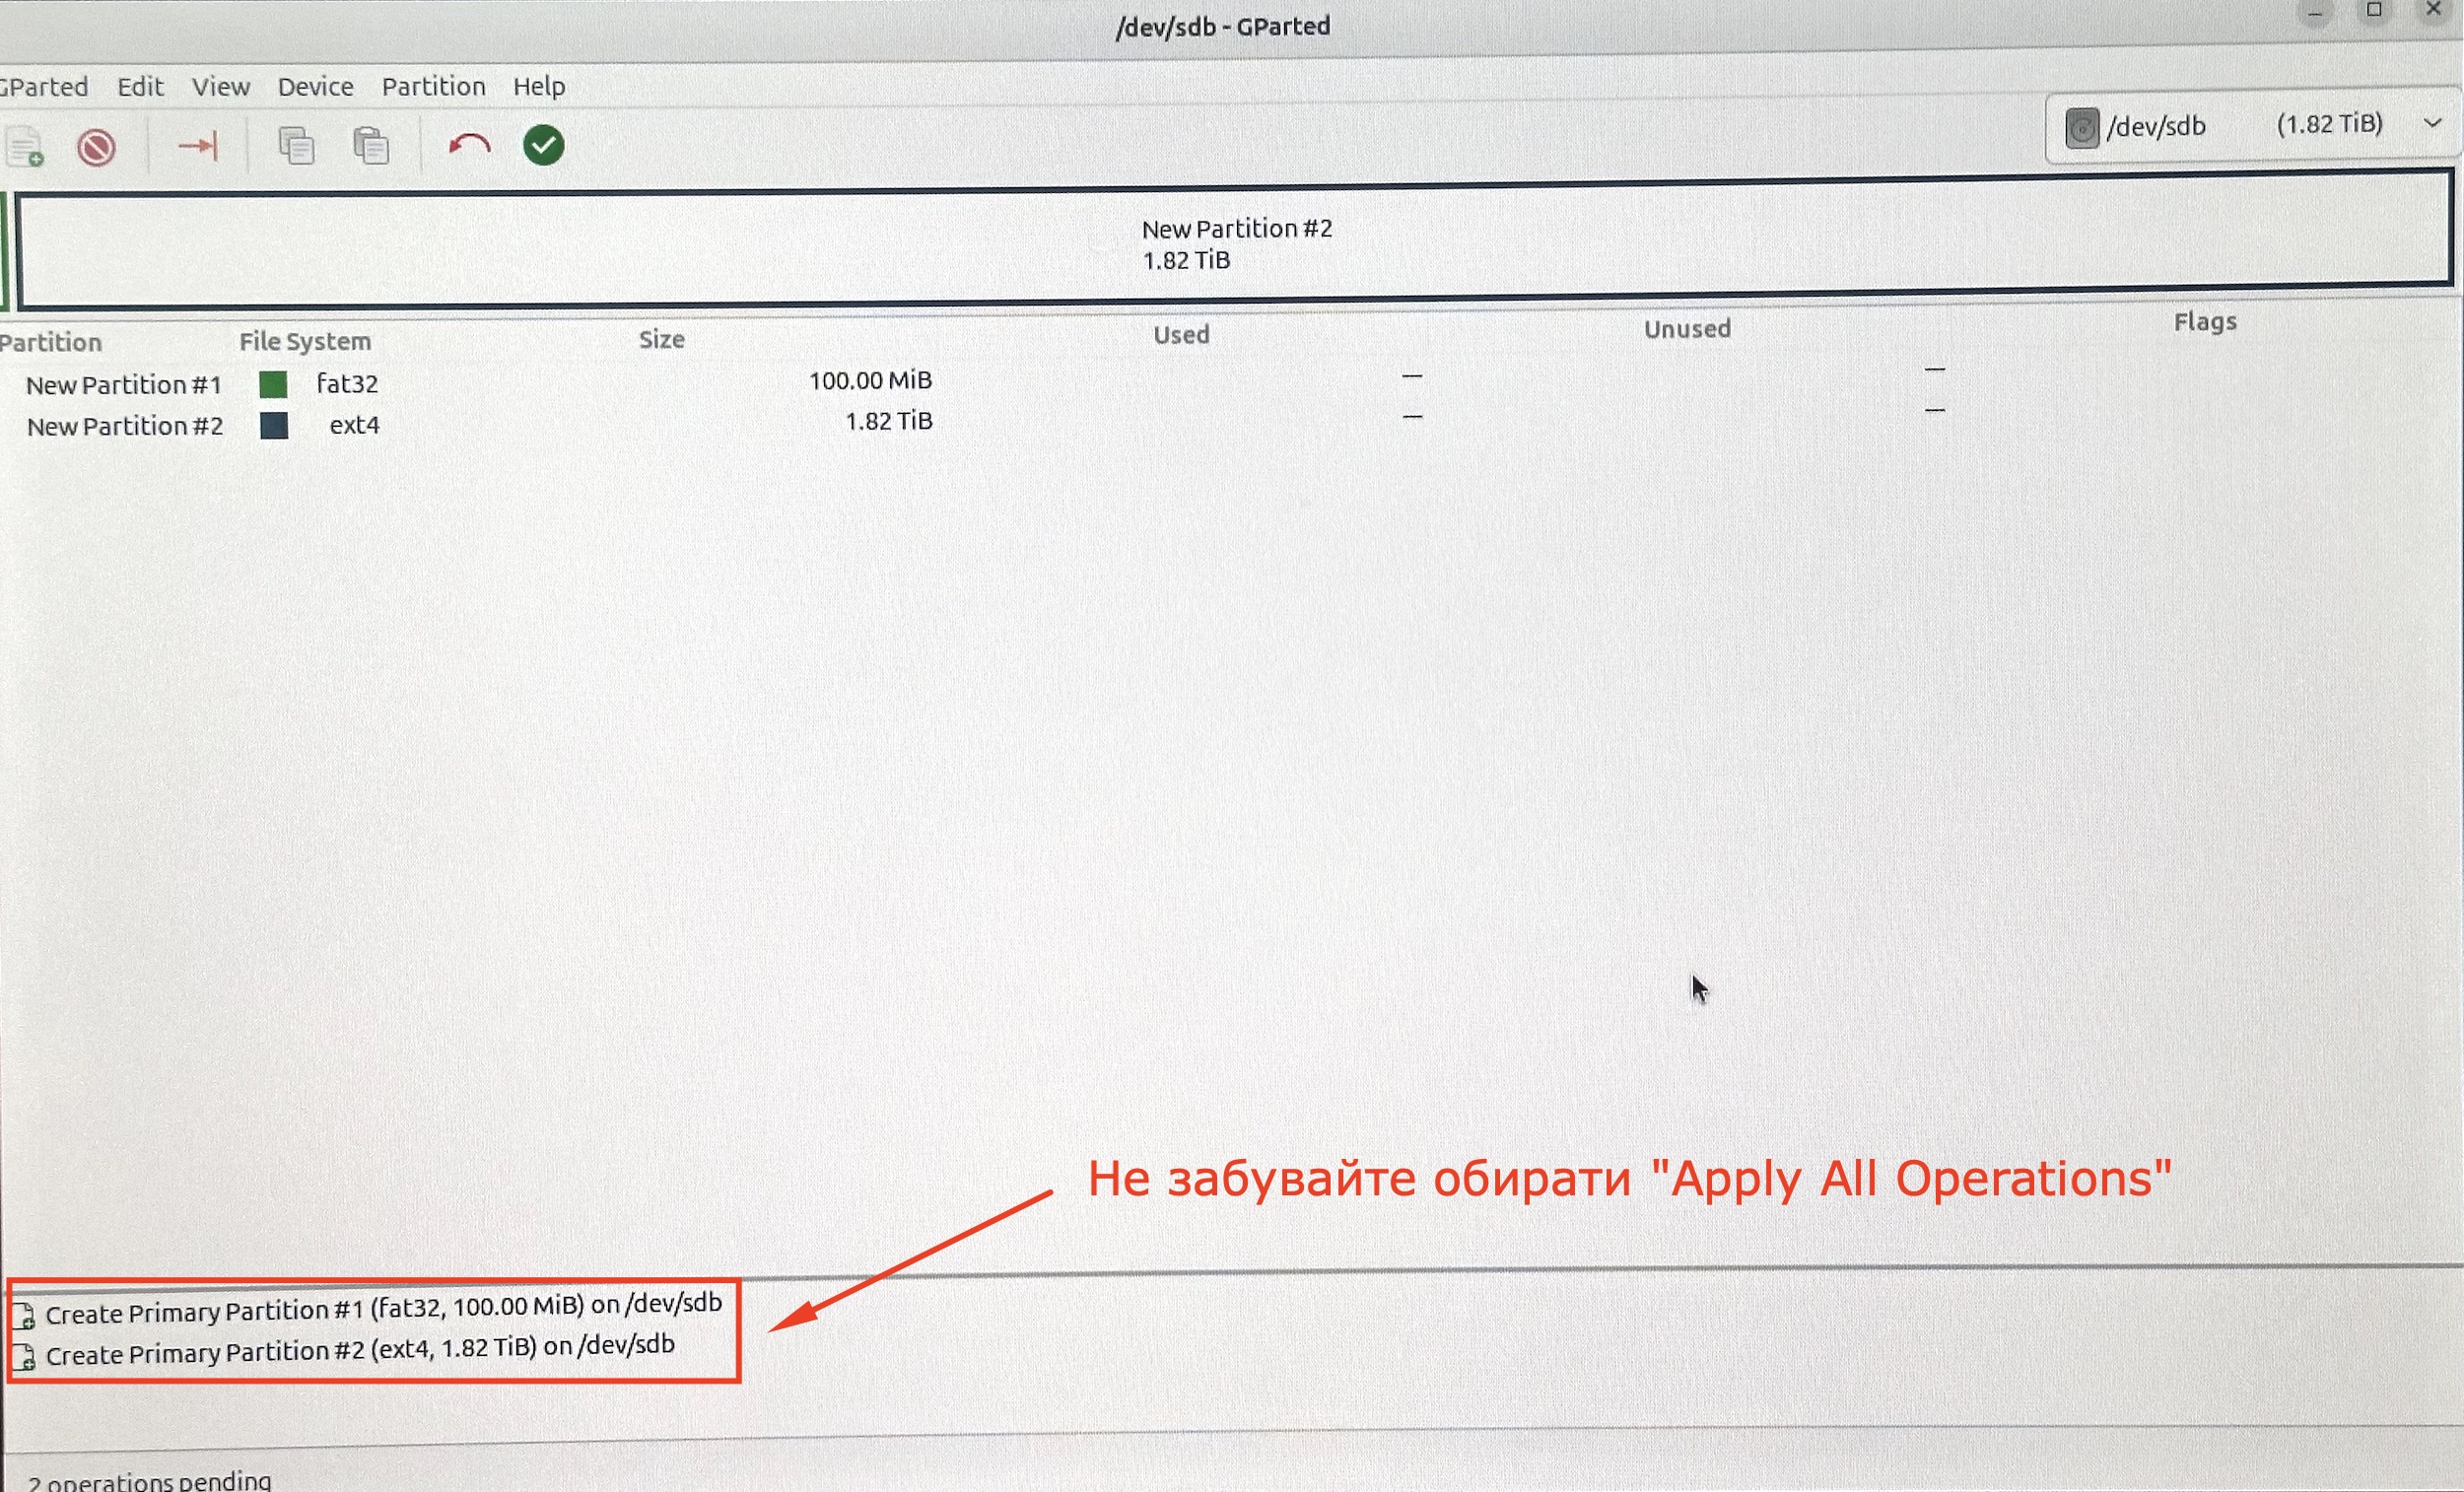 /dev/sdb - GParted
GParted Edit View Device Partition Help
/dev/sdb (1.82 TiB)
New Partition #2
1.82 TiB
Partition File System Size Used Unused Flags
New Partition #1 fat32 100.00 MiB — —
New Partition #2 ext4 1.82 TiB — —
Не забувайте обирати "Apply All Operations"
Create Primary Partition #1 (fat32, 100.00 MiB) on /dev/sdb
Create Primary Partition #2 (ext4, 1.82 TiB) on /dev/sdb
2 operations pending